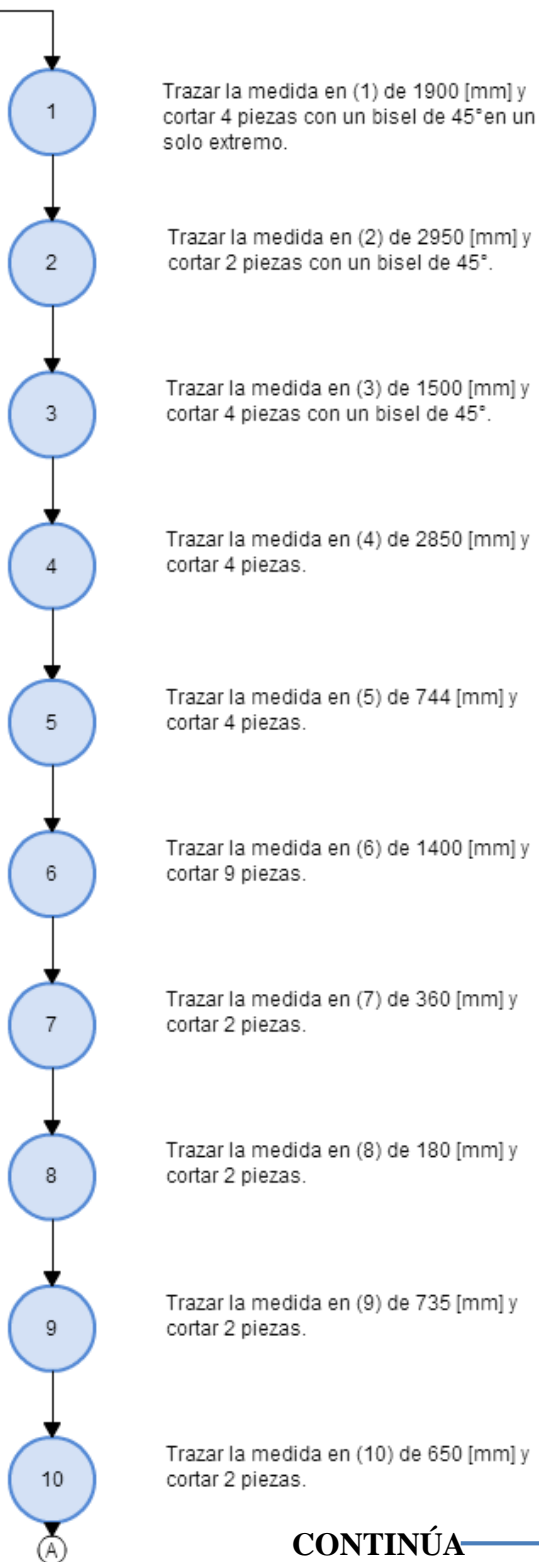 1
Trazar la medida en (1) de 1900 [mm] y
cortar 4 piezas con un bisel de 45°en un
solo extremo.
2
Trazar la medida en (2) de 2950 [mm] y
cortar 2 piezas con un bisel de 45°.
3
Trazar la medida en (3) de 1500 [mm] y
cortar 4 piezas con un bisel de 45°.
4
Trazar la medida en (4) de 2850 [mm] y
cortar 4 piezas.
5
Trazar la medida en (5) de 744 [mm] y
cortar 4 piezas.
6
Trazar la medida en (6) de 1400 [mm] y
cortar 9 piezas.
7
Trazar la medida en (7) de 360 [mm] y
cortar 2 piezas.
8
Trazar la medida en (8) de 180 [mm] y
cortar 2 piezas.
9
Trazar la medida en (9) de 735 [mm] y
cortar 2 piezas.
10
Trazar la medida en (10) de 650 [mm] y
cortar 2 piezas.
A
CONTINÚA